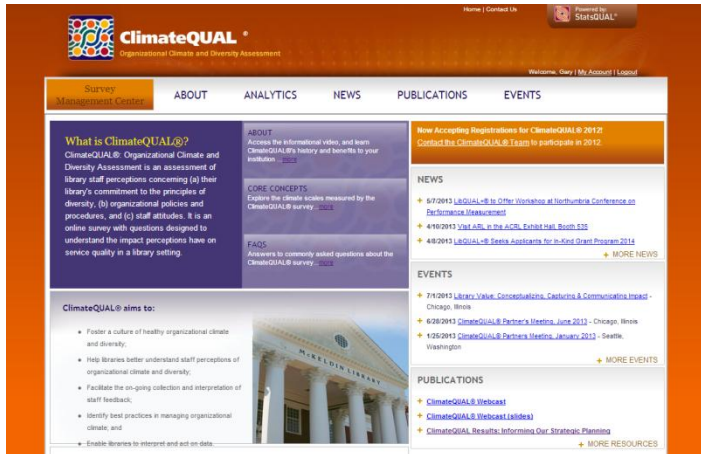 Home | Contact Us
Powered by
StatsQUAL®
ClimateQUAL ®
Organizational Climate and Diversity Assessment
Welcome, Gary | My Account | Logout
Survey
Management Center
ABOUT
ANALYTICS
NEWS
PUBLICATIONS
EVENTS
What is ClimateQUAL®?
ClimateQUAL®: Organizational Climate and
Diversity Assessment is an assessment of
library staff perceptions concerning (a) their
library's commitment to the principles of
diversity, (b) organizational policies and
procedures, and (c) staff attitudes. It is an
online survey with questions designed to
understand the impact perceptions have on
service quality in a library setting.
ABOUT
Access the informational video, and learn
ClimateQUAL®'s history and benefits to your
institution ...more
CORE CONCEPTS
Explore the climate scales measured by the
ClimateQUAL® survey...more
FAQS
Answers to commonly asked questions about the
ClimateQUAL® survey...more
Now Accepting Registrations for ClimateQUAL® 2012!
Contact the ClimateQUAL® Team to participate in 2012.
NEWS
+ 5/7/2013 LibQUAL+® to Offer Workshop at Northumbria Conference on
Performance Measurement
+ 4/10/2013 Visit ARL in the ACRL Exhibit Hall, Booth 535
+ 4/8/2013 LibQUAL+® Seeks Applicants for In-Kind Grant Program 2014
+ MORE NEWS
EVENTS
+ 7/1/2013 Library Value: Conceptualizing, Capturing & Communicating Impact -
Chicago, Illinois
+ 6/28/2013 ClimateQUAL® Partner's Meeting, June 2013 - Chicago, Illinois
+ 1/25/2013 ClimateQUAL® Partners Meeting, January 2013 - Seattle,
Washington
+ MORE EVENTS
PUBLICATIONS
+ ClimateQUAL® Webcast
+ ClimateQUAL® Webcast (slides)
+ ClimateQUAL Results: Informing Our Strategic Planning
+ MORE RESOURCES
ClimateQUAL® aims to:
Foster a culture of healthy organizational climate
and diversity;
Help libraries better understand staff perceptions of
organizational climate and diversity;
Facilitate the on-going collection and interpretation of
staff feedback;
Identify best practices in managing organizational
climate; and
Enable libraries to interpret and act on data.
MCKELDIN LIBRARY